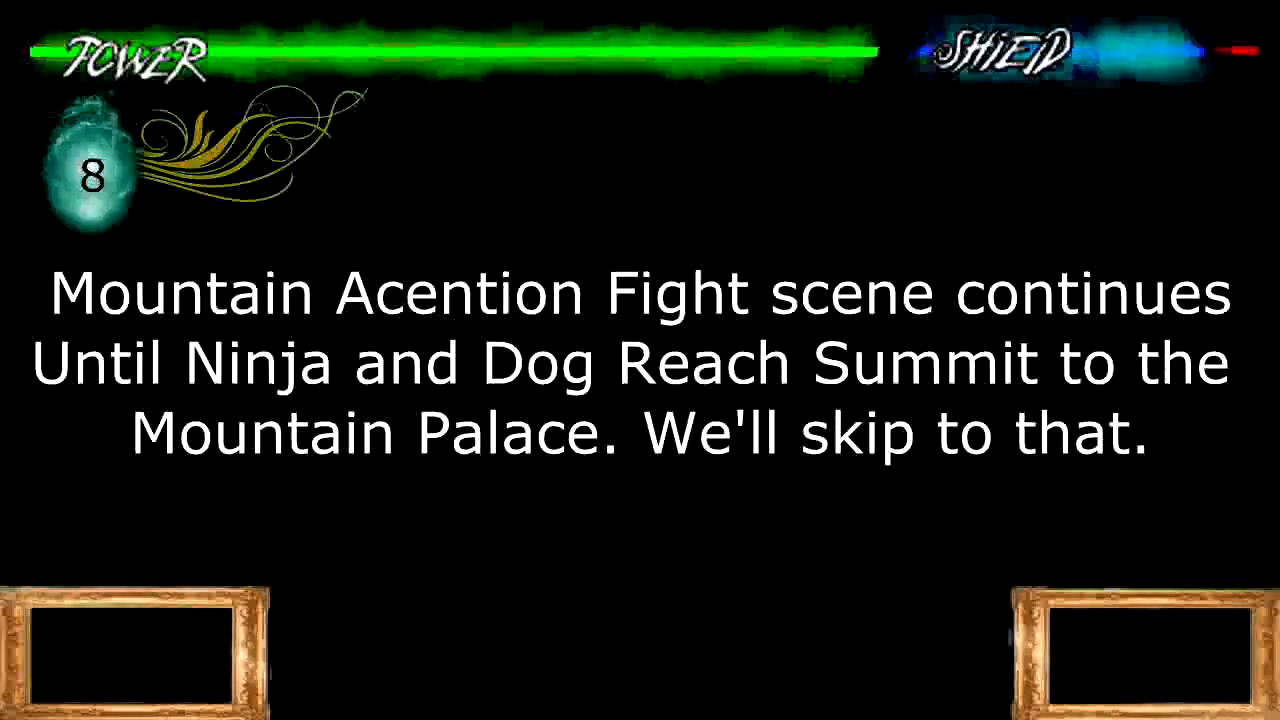 POWER
SHiElD
8
Mountain Acention Fight scene continues
Until Ninja and Dog Reach Summit to the
Mountain Palace. We'll skip to that.